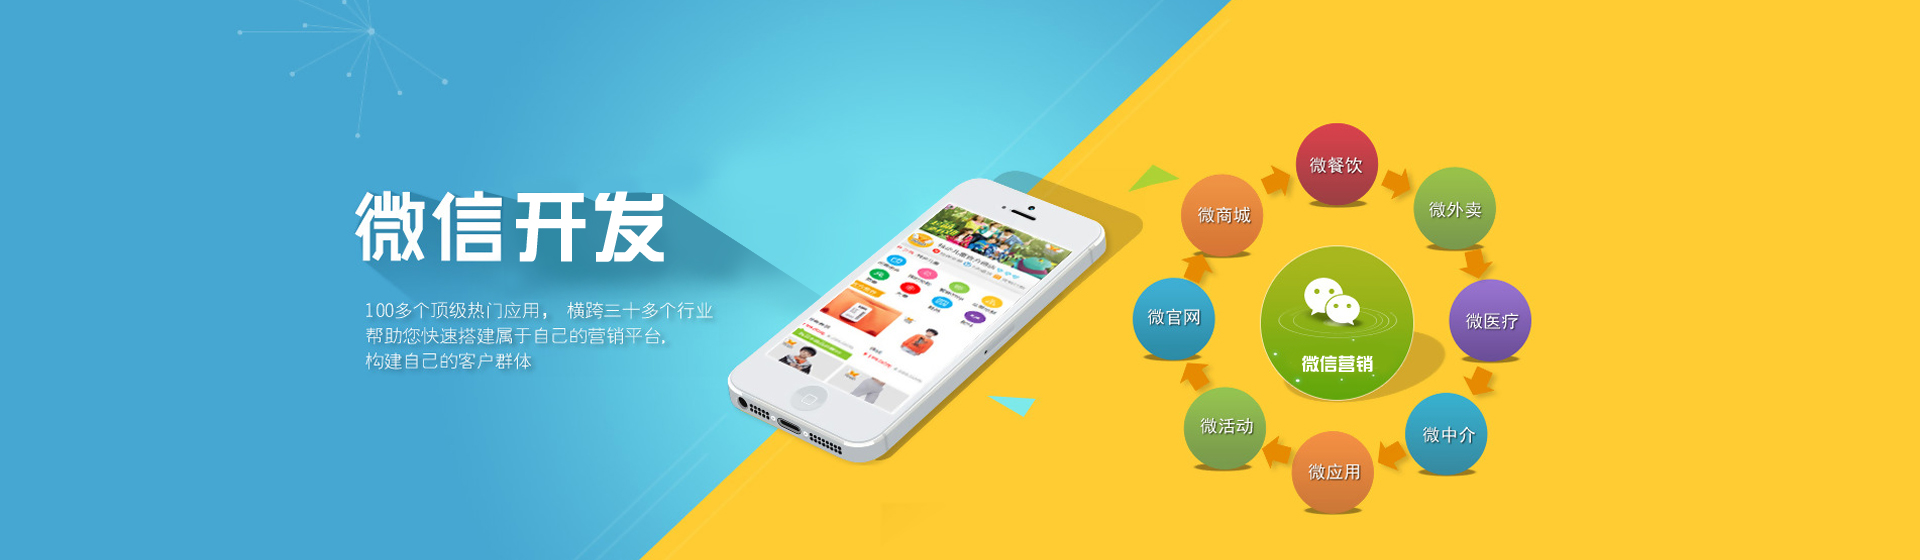 微信开发
100多个顶级热门应用， 横跨三十多个行业
帮助您快速搭建属于自己的营销平台,
构建自己的客户群体
微餐饮
微外卖
微医疗
微中介
微应用
微活动
微官网
微商城
微信营销